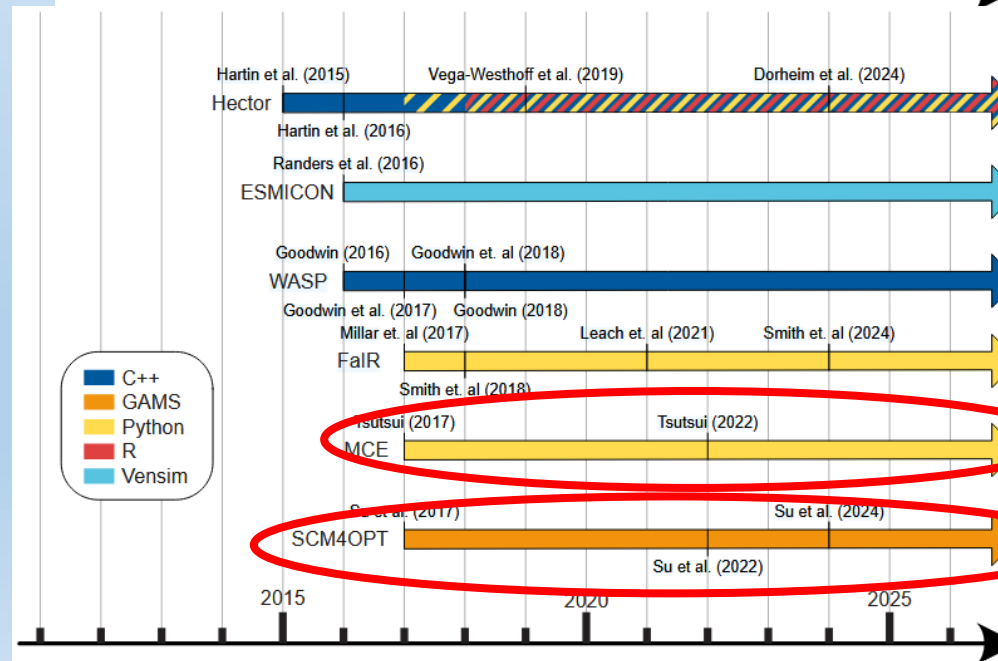 Hartin et al. (2015) Vega-Westhoff et al. (2019) Dorheim et al. (2024)
Hector
Hartin et al. (2016)
Randers et al. (2016)
ESMICON
Goodwin (2016) Goodwin et. al (2018)
WASP
Goodwin et al. (2017) Goodwin (2018)
Millar et. al (2017) Leach et. al (2021) Smith et. al (2024)
FaIR
Smith et. al (2018)
Tsutsui (2017) Tsutsui (2022)
MCE
Su et al. (2017) Su et al. (2024)
SCM4OPT
Su et al. (2022)
C++
GAMS
Python
R
Vensim
2015 2020 2025